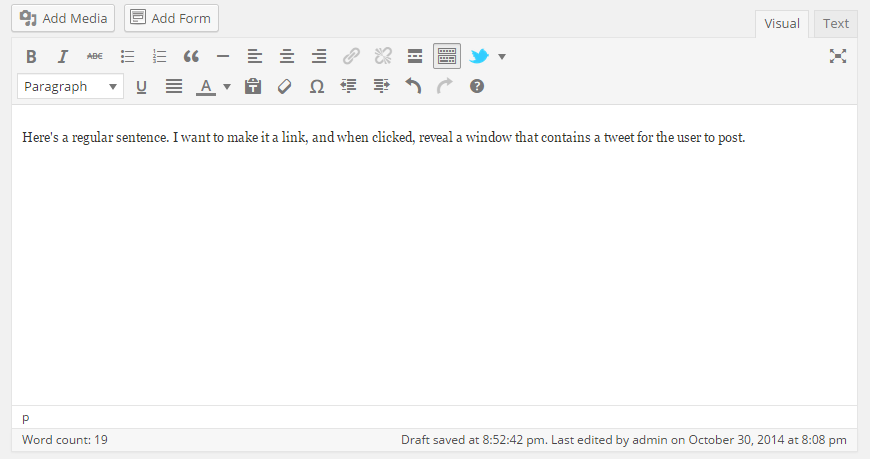 Add Media Add Form
Visual Text
B I ABC
Paragraph U A Ω ?
Here's a regular sentence. I want to make it a link, and when clicked, reveal a window that contains a tweet for the user to post.
p
Word count: 19 Draft saved at 8:52:42 pm. Last edited by admin on October 30, 2014 at 8:08 pm